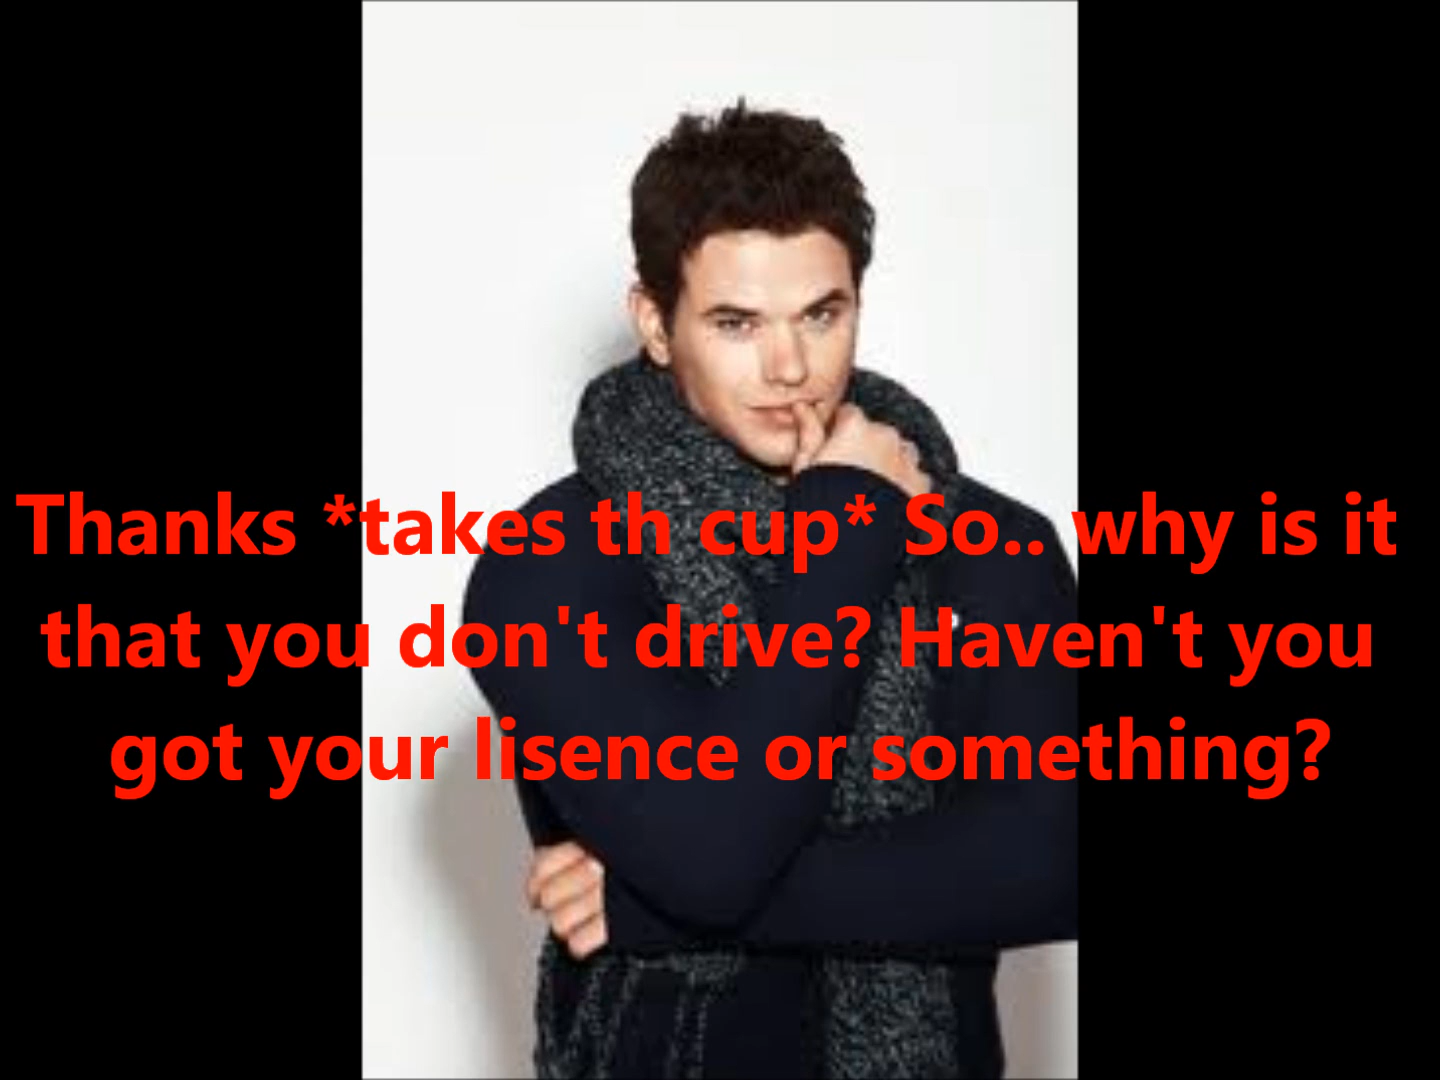 Thanks *takes th cup* So.. why is it
that you don't drive? Haven't you
got your lisence or something?